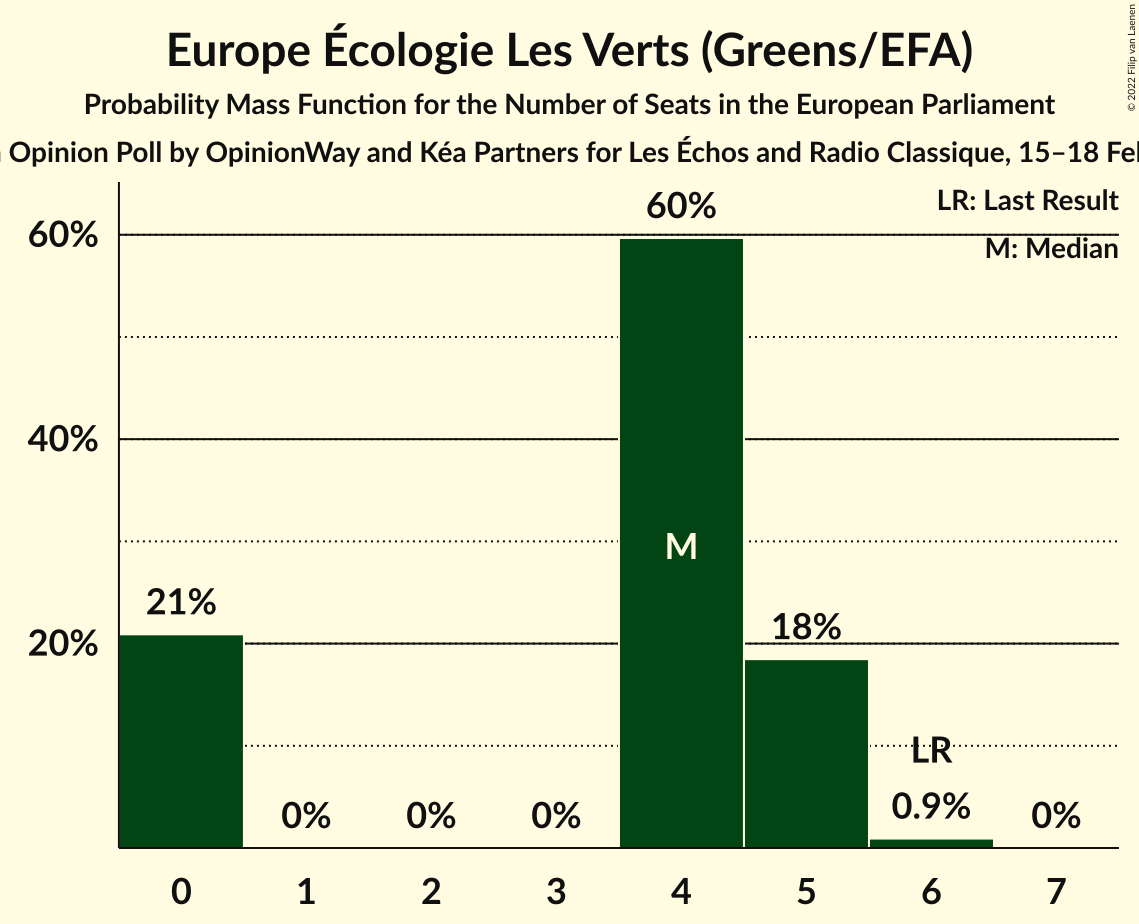 Europe Écologie Les Verts (Greens/EFA)
Probability Mass Function for the Number of Seats in the European Parliament
Opinion Poll by OpinionWay and Kéa Partners for Les Échos and Radio Classique, 15–18
© 2022 Filip van Laenen
LR: Last Result
M: Median
60%
40%
20%
21%
0%
0%
0%
60%
M
18%
LR
0.9%
0%
0 1 2 3 4 5 6 7